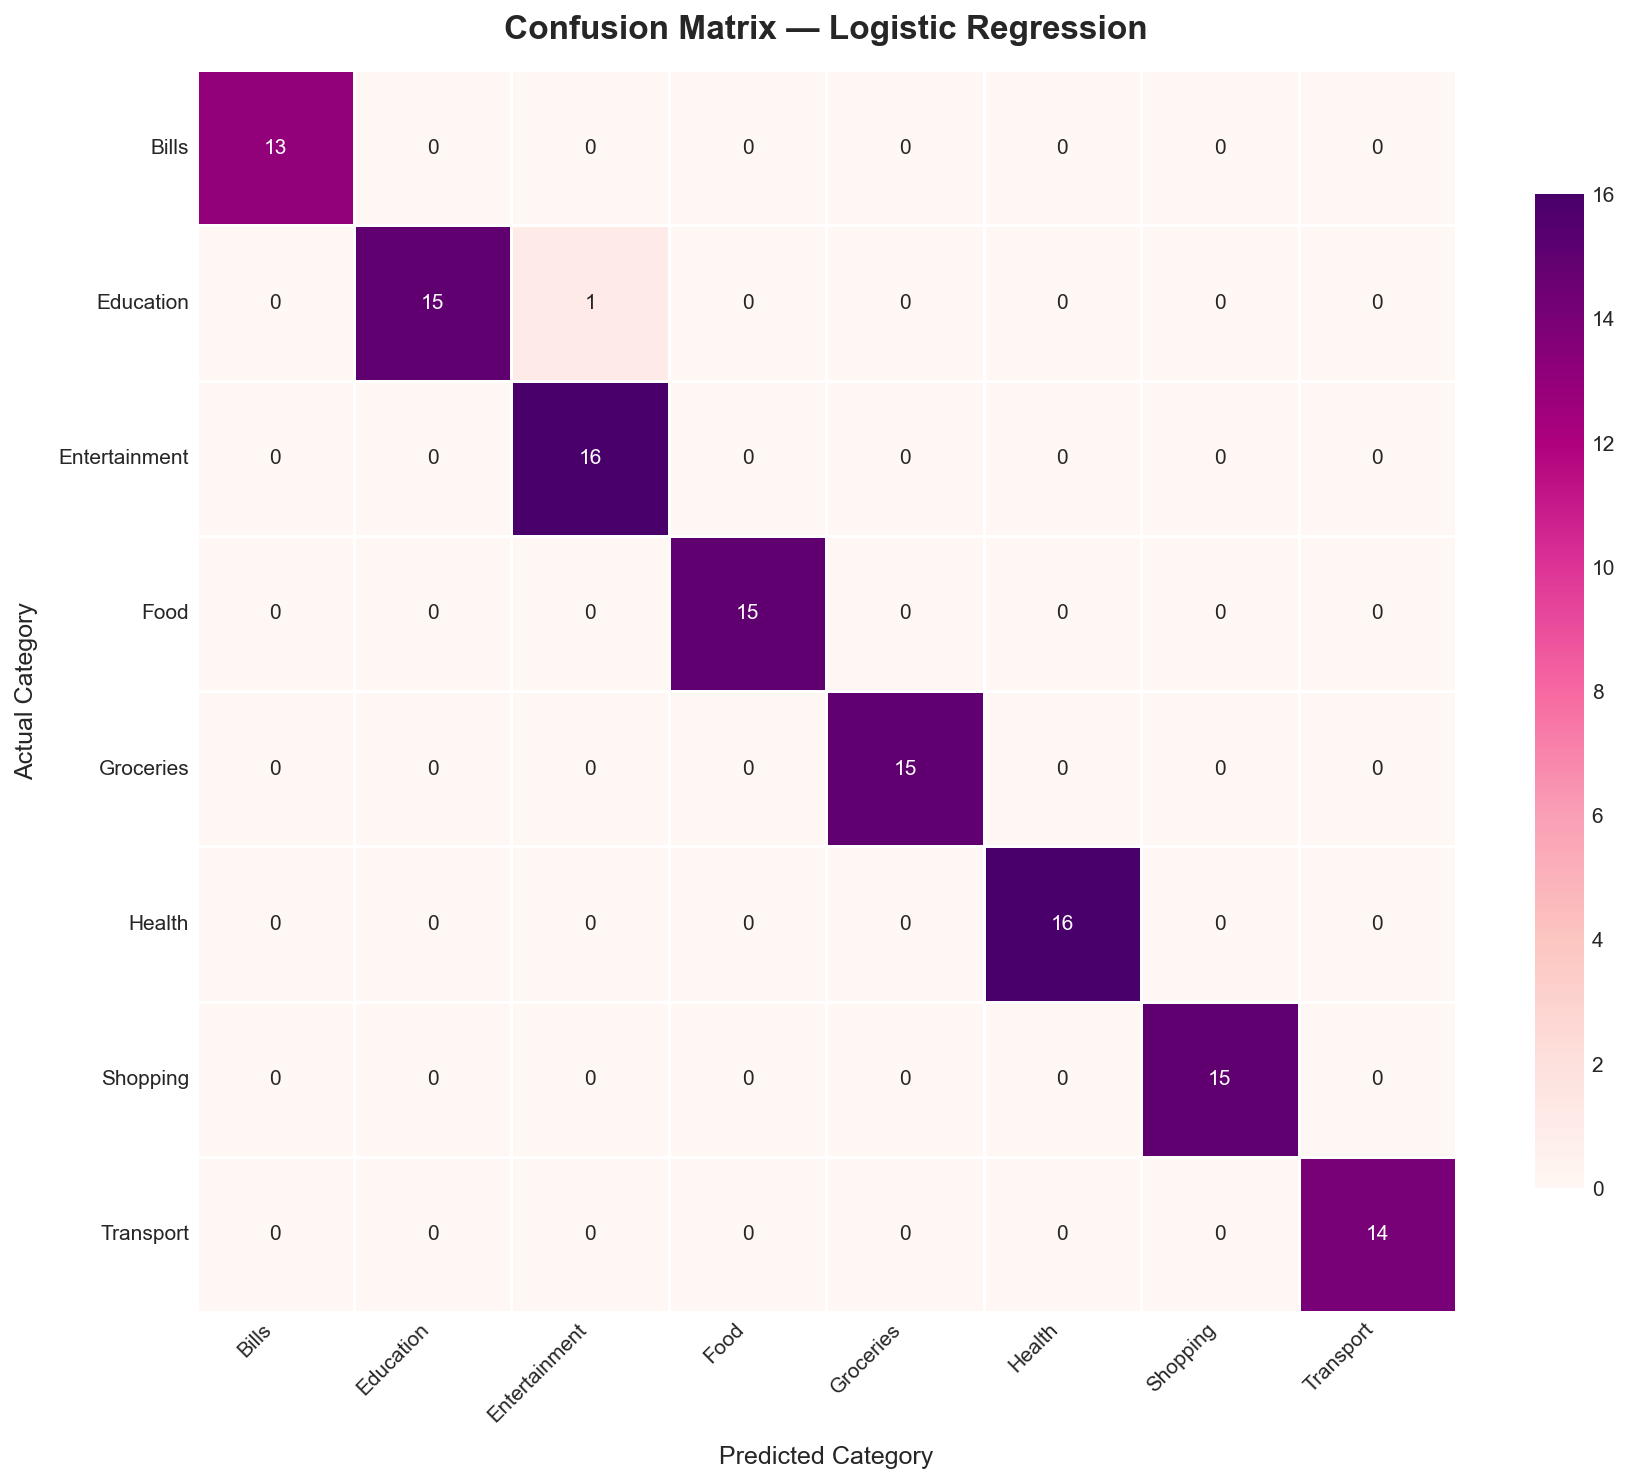 Confusion Matrix — Logistic Regression
Actual Category
Bills 13 0 0 0 0 0 0 0
Education 0 15 1 0 0 0 0 0
Entertainment 0 0 16 0 0 0 0 0
Food 0 0 0 15 0 0 0 0
Groceries 0 0 0 0 15 0 0 0
Health 0 0 0 0 0 16 0 0
Shopping 0 0 0 0 0 0 15 0
Transport 0 0 0 0 0 0 0 14
Bills Education Entertainment Food Groceries Health Shopping Transport
Predicted Category
16
14
12
10
8
6
4
2
0